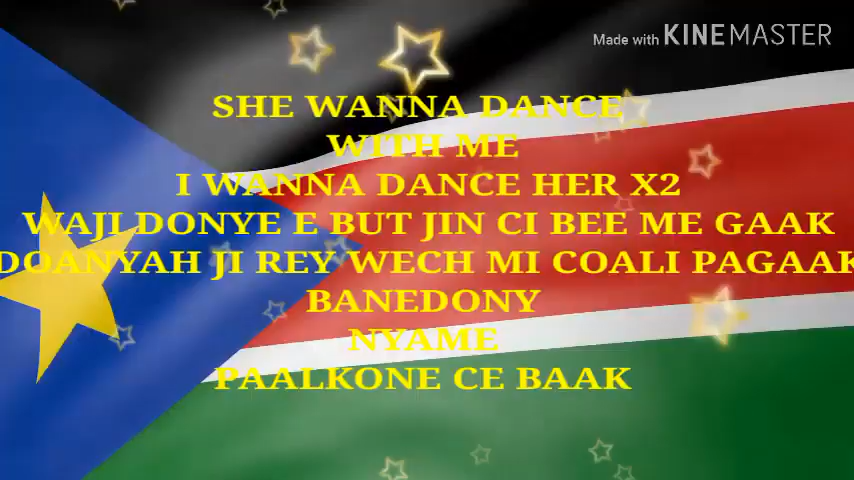 Made with KINEMASTER
SHE WANNA DANCE
WITH ME
I WANNA DANCE HER X2
WAJI DONYE E BUT JIN CI BEE ME GAAK
DOANYAH JI REY WECH MI COALI PAGAAK
BANEDONY
NYAME
PAALKONE CE BAAK